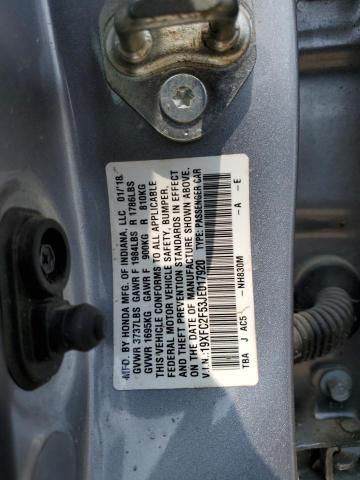 MFD. BY HONDA MFG. OF INDIANA, LLC 01/'18
GVWR 3737LBS GAWR F 1984LBS R 1786LBS
GVWR 1695KG GAWR F 900KG R 810KG
THIS VEHICLE CONFORMS TO ALL APPLICABLE
FEDERAL MOTOR VEHICLE SAFETY, BUMPER,
AND THEFT PREVENTION STANDARDS IN EFFECT
ON THE DATE OF MANUFACTURE SHOWN ABOVE.
V.I.N.:19XFC2F53JE017920 TYPE: PASSENGER CAR
TBA J AC5 -NH830M -A -E